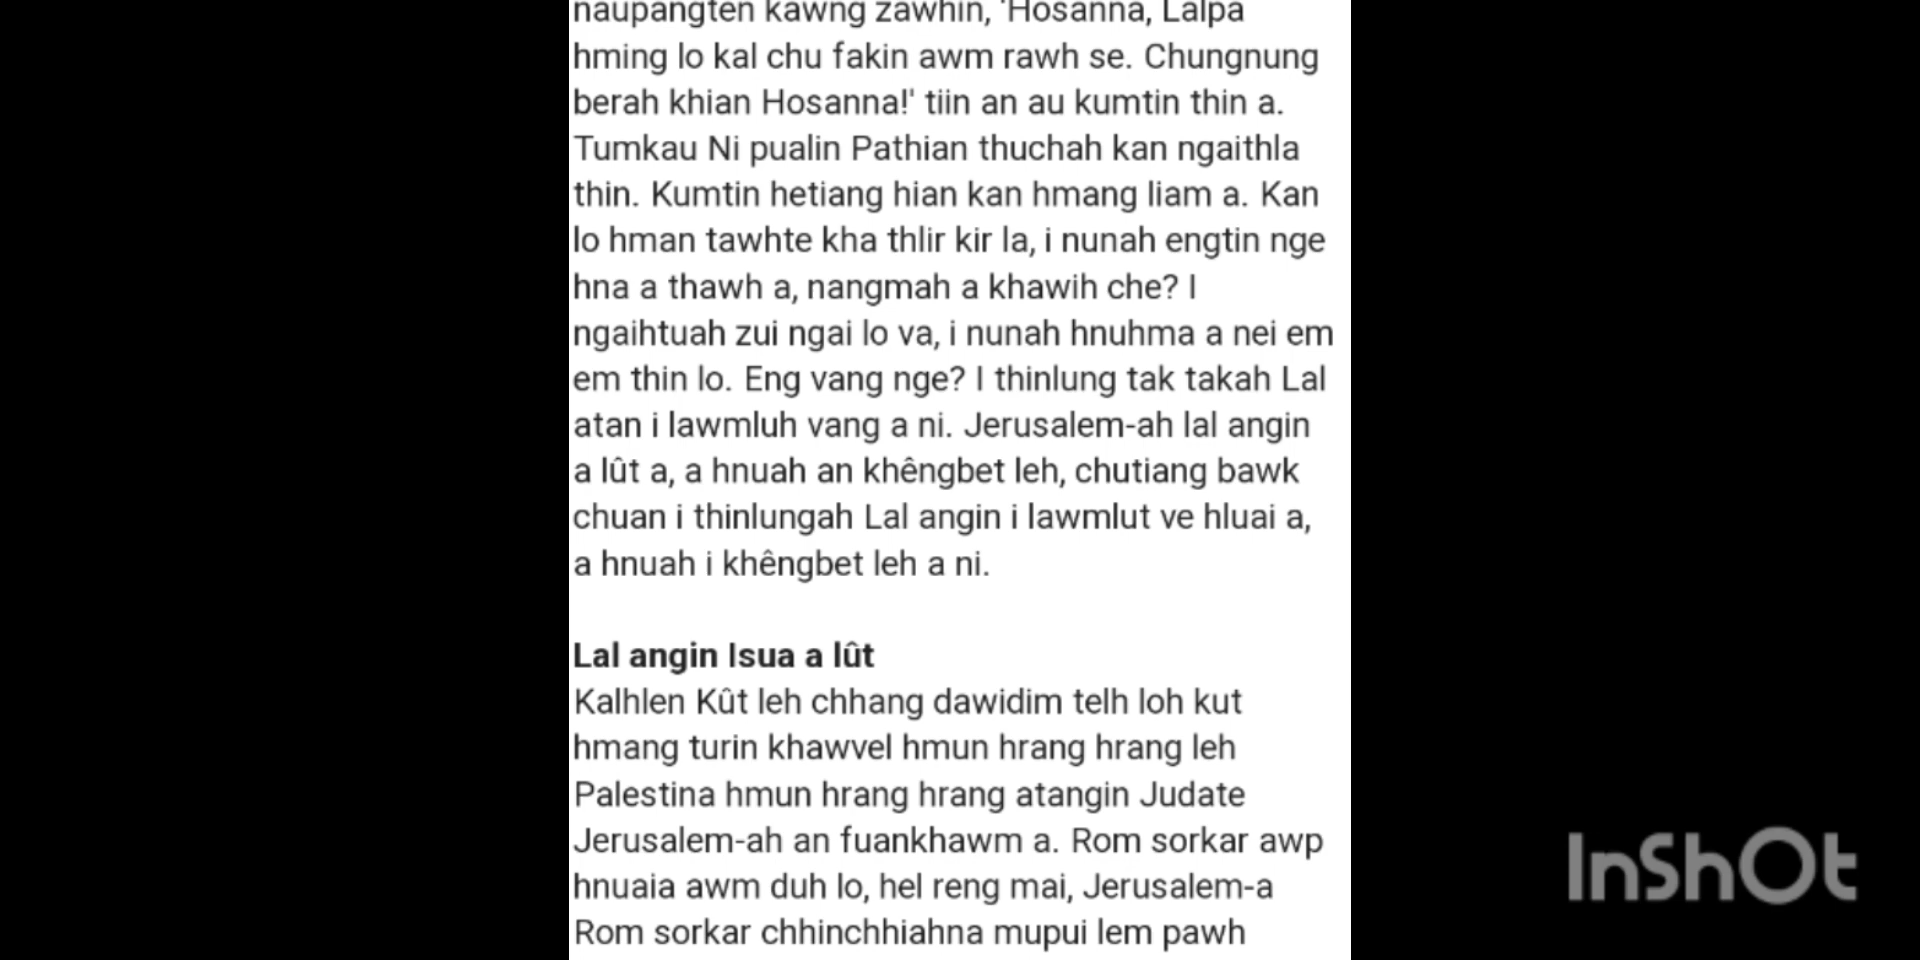 naupangten kawng zawhin, 'Hosanna, Lalpa
hming lo kal chu fakin awm rawh se. Chungnung
berah khian Hosanna!' tiin an au kumtin thin a.
Tumkau Ni pualin Pathian thuchah kan ngaithla
thin. Kumtin hetiang hian kan hmang liam a. Kan
lo hman tawhte kha thlir kir la, i nunah engtin nge
hna a thawh a, nangmah a khawih che? I
ngaihtuah zui ngai lo va, i nunah hnuhma a nei em
em thin lo. Eng vang nge? I thinlung tak takah Lal
atan i lawmluh vang a ni. Jerusalem-ah lal angin
a lût a, a hnuah an khêngbet leh, chutiang bawk
chuan i thinlungah Lal angin i lawmlut ve hluai a,
a hnuah i khêngbet leh a ni.
Lal angin Isua a lût
Kalhlen Kût leh chhang dawidim telh loh kut
hmang turin khawvel hmun hrang hrang leh
Palestina hmun hrang hrang atangin Judate
Jerusalem-ah an fuankhawm a. Rom sorkar awp
hnuaia awm duh lo, hel reng mai, Jerusalem-a
Rom sorkar chhinchhiahna mupui lem pawh
InShOt